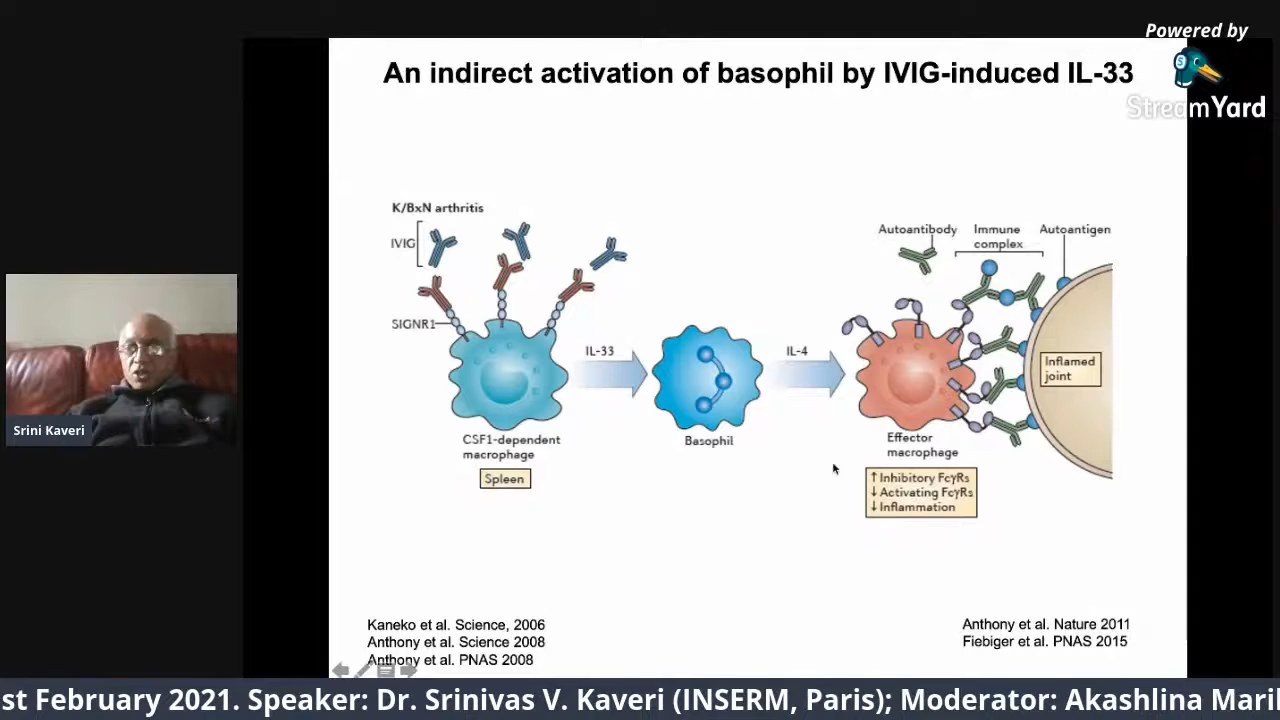 Powered by
StreamYard
An indirect activation of basophil by IVIG-induced IL-33
K/BxN arthritis
IVIG
SIGNR1
CSF1-dependent
macrophage
Spleen
IL-33
Basophil
IL-4
Autoantibody
Immune
complex
Autoantigen
Inflamed
joint
Effector
macrophage
↑ Inhibitory FcγRs
↓ Activating FcγRs
↓ Inflammation
Srini Kaveri
Kaneko et al. Science, 2006
Anthony et al. Science 2008
Anthony et al. PNAS 2008
Anthony et al. Nature 2011
Fiebiger et al. PNAS 2015
st February 2021. Speaker: Dr. Srinivas V. Kaveri (INSERM, Paris); Moderator: Akashlina Mari